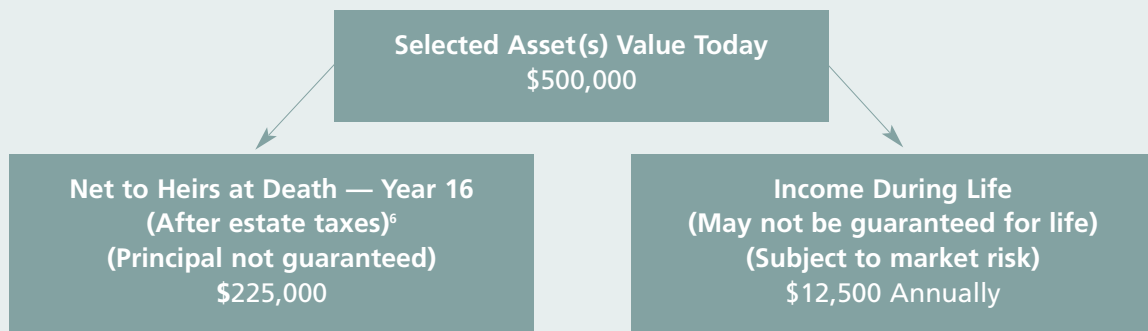 Selected Asset(s) Value Today
$500,000
Net to Heirs at Death — Year 16
(After estate taxes)⁶
(Principal not guaranteed)
$225,000
Income During Life
(May not be guaranteed for life)
(Subject to market risk)
$12,500 Annually